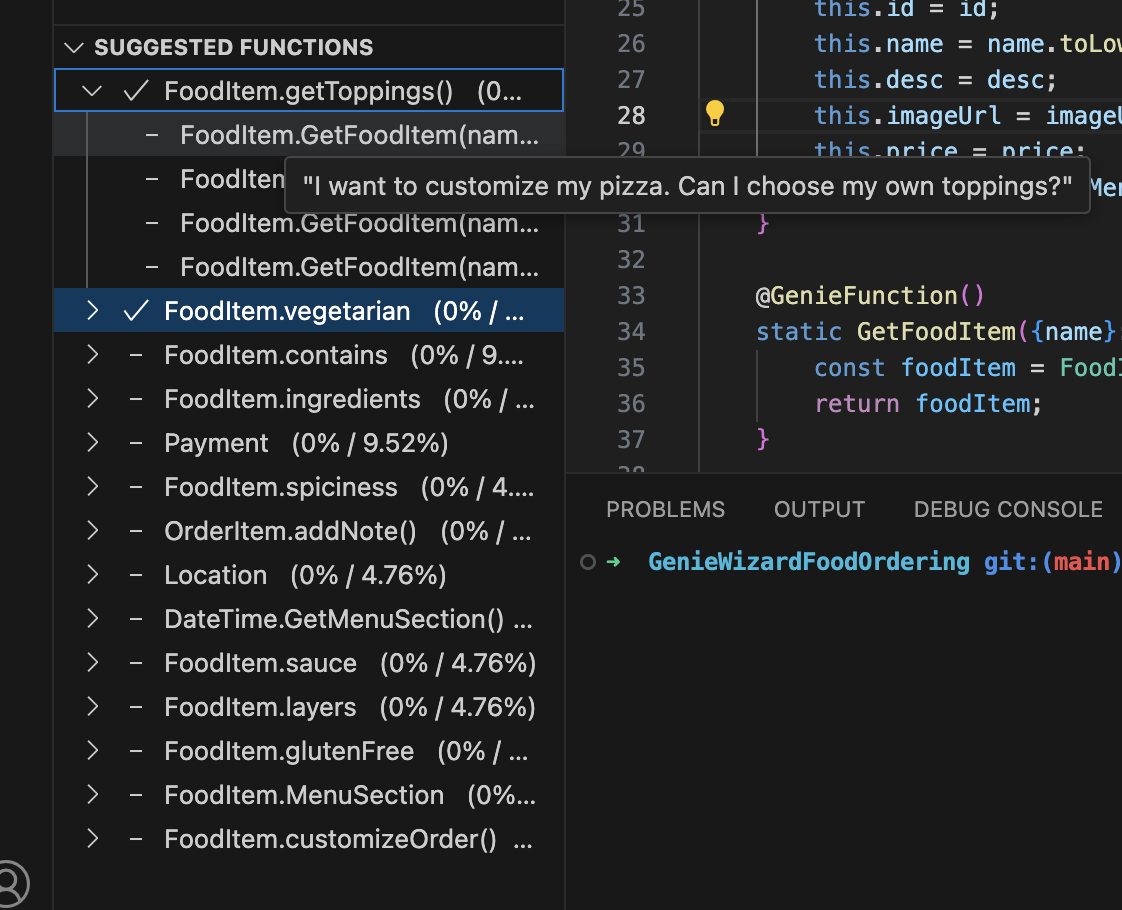 SUGGESTED FUNCTIONS
FoodItem.getToppings() (0...
– FoodItem.GetFoodItem(nam...
– FoodIten
"I want to customize my pizza. Can I choose my own toppings?"
– FoodItem.GetFoodItem(nam...
– FoodItem.GetFoodItem(nam...
FoodItem.vegetarian (0% / ...
– FoodItem.contains (0% / 9....
– FoodItem.ingredients (0% / ...
– Payment (0% / 9.52%)
– FoodItem.spiciness (0% / 4....
– OrderItem.addNote() (0% / ...
– Location (0% / 4.76%)
– DateTime.GetMenuSection() ...
– FoodItem.sauce (0% / 4.76%)
– FoodItem.layers (0% / 4.76%)
– FoodItem.glutenFree (0% / ...
– FoodItem.MenuSection (0%...
– FoodItem.customizeOrder() ...
25 this.id = id;
26 this.name = name.toLow
27 this.desc = desc;
28 this.imageUrl = imageU
29 this.price = price;
Men
31 }
32
33 @GenieFunction()
34 static GetFoodItem({name}:
35 const foodItem = FoodI
36 return foodItem;
37 }
38
PROBLEMS OUTPUT DEBUG CONSOLE
➜ GenieWizardFoodOrdering git:(main)